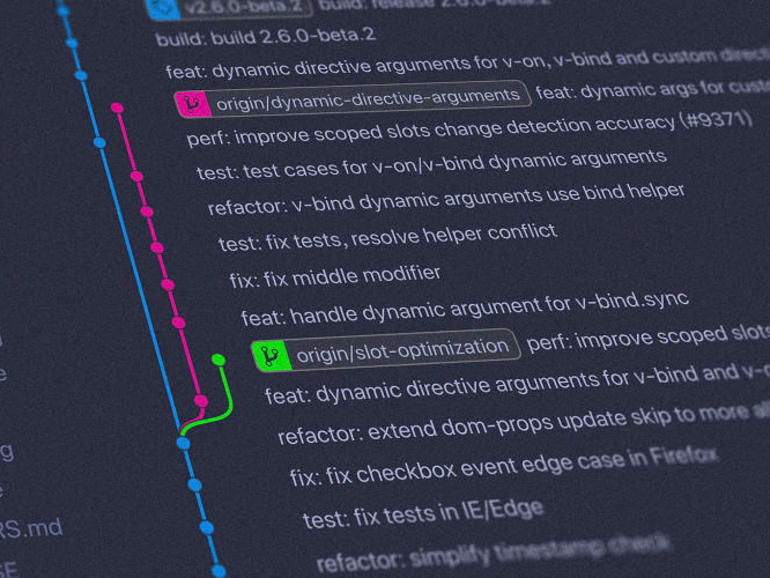 v2.6.0-beta.2 build: release 2.6.0-beta.2
build: build 2.6.0-beta.2
feat: dynamic directive arguments for v-on, v-bind and custom directi
origin/dynamic-directive-arguments feat: dynamic args for custo
perf: improve scoped slots change detection accuracy (#9371)
test: test cases for v-on/v-bind dynamic arguments
refactor: v-bind dynamic arguments use bind helper
test: fix tests, resolve helper conflict
fix: fix middle modifier
feat: handle dynamic argument for v-bind.sync
origin/slot-optimization perf: improve scoped slots
feat: dynamic directive arguments for v-bind and v-o
refactor: extend dom-props update skip to more al
fix: fix checkbox event edge case in Firefox
test: fix tests in IE/Edge
RS.md
refactor: simplify timestamp check